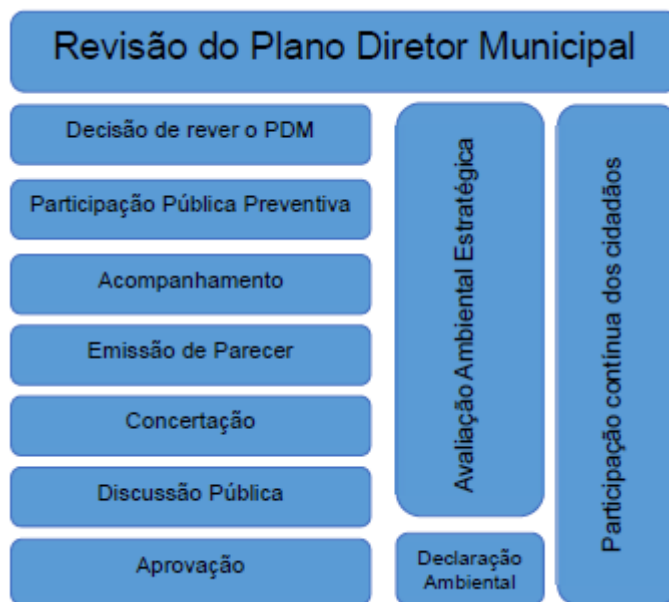 Revisão do Plano Diretor Municipal
Decisão de rever o PDM
Participação Pública Preventiva
Acompanhamento
Emissão de Parecer
Concertação
Discussão Pública
Aprovação
Avaliação Ambiental Estratégica
Declaração
Ambiental
Participação contínua dos cidadãos